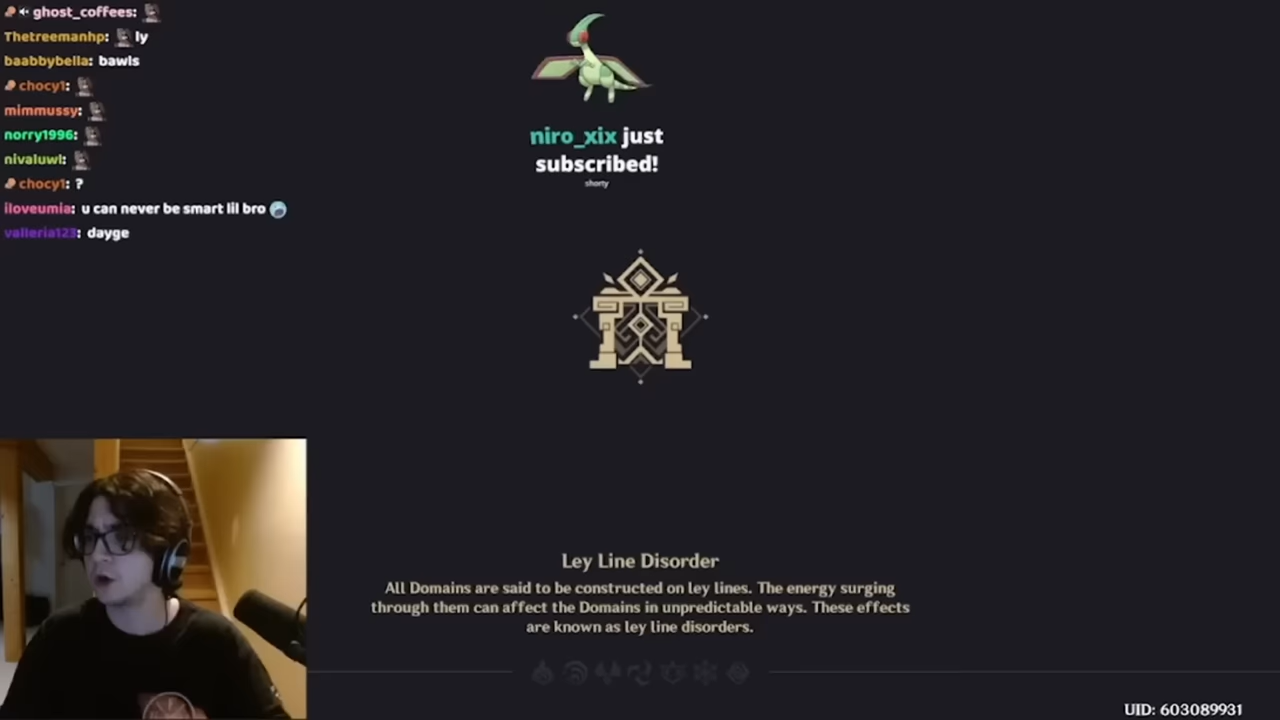 ghost_coffees:
Thetreemanhp: ly
baabbybella: bawls
chocy1:
mimmussy:
norry1996:
nivaluwl:
chocy1: ?
iloveumia: u can never be smart lil bro
valleria123: dayge
niro_xix just
subscribed!
shorty
Ley Line Disorder
All Domains are said to be constructed on ley lines. The energy surging
through them can affect the Domains in unpredictable ways. These effects
are known as ley line disorders.
UID: 603089931